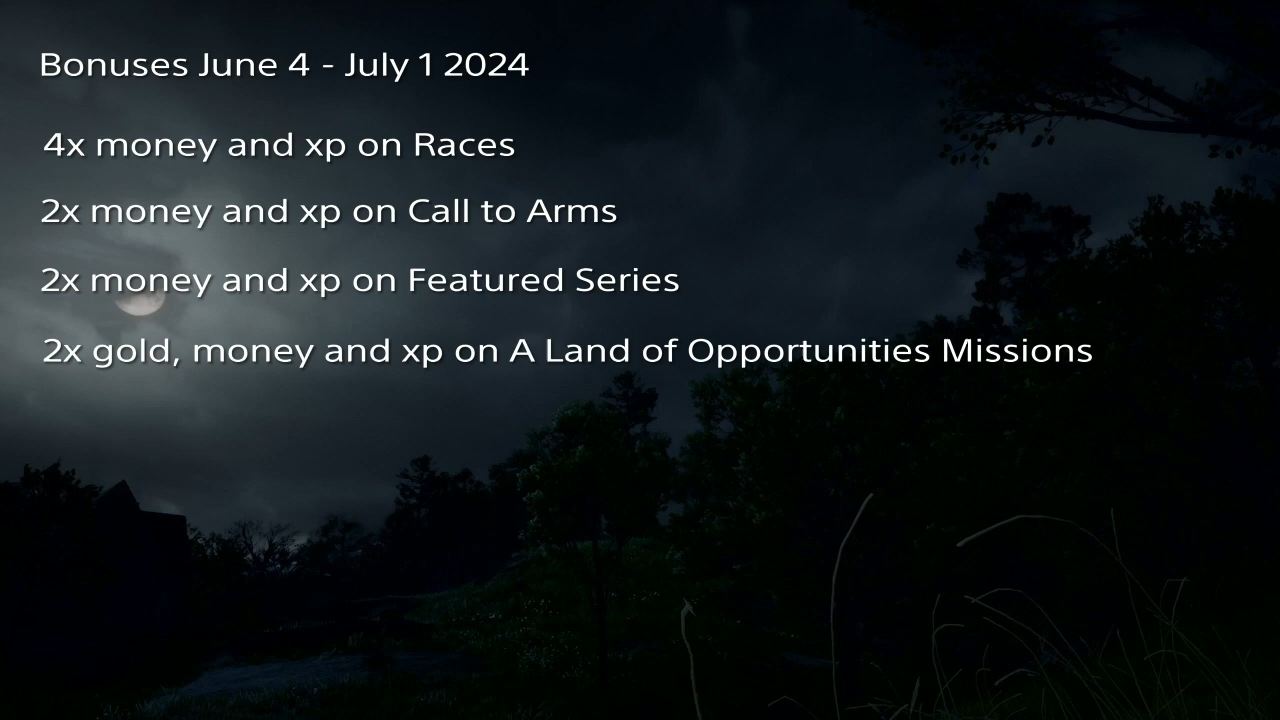 Bonuses June 4 - July 1 2024
4x money and xp on Races
2x money and xp on Call to Arms
2x money and xp on Featured Series
2x gold, money and xp on A Land of Opportunities Missions